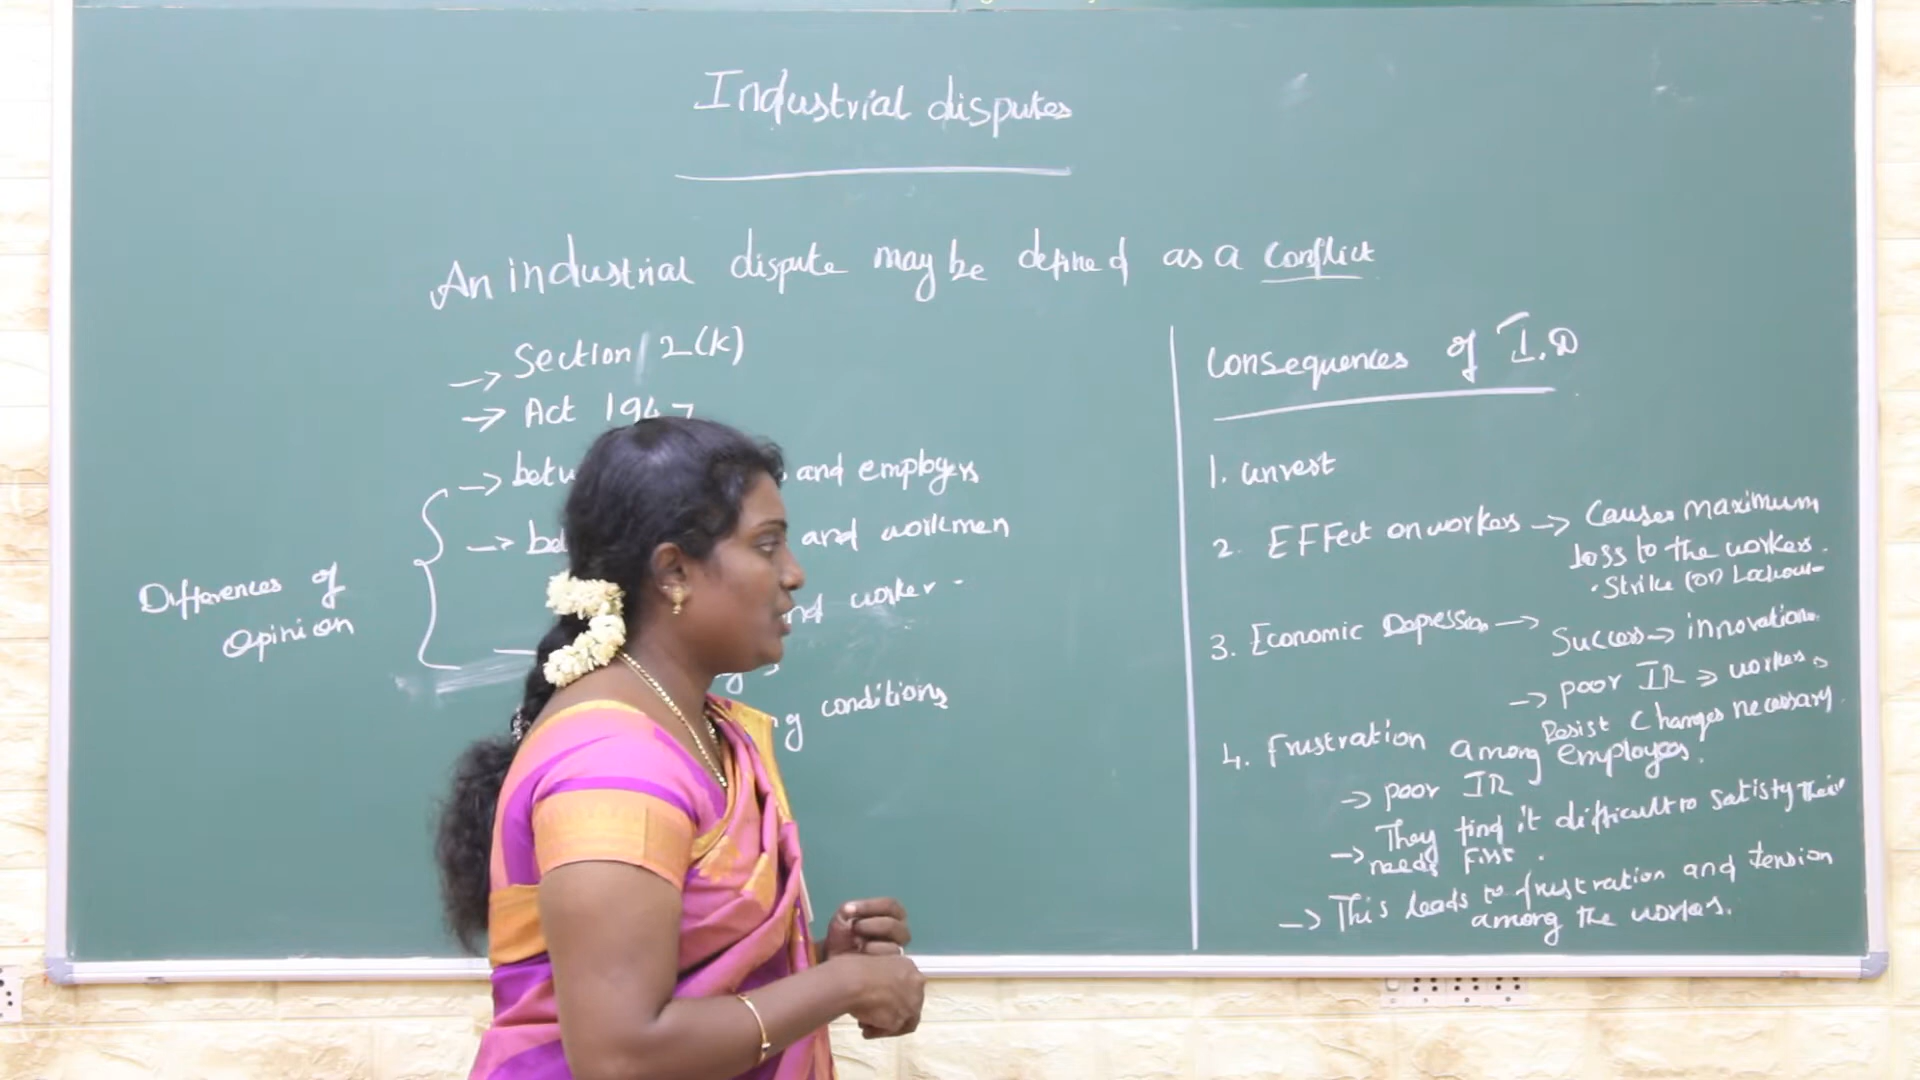 Industrial disputes
An industrial dispute may be defined as a conflict
→ Section 2(k)
→ Act 1947
→ and employers
→ and workmen
and worker
conditions
Differences of
Opinion
Consequences of I.D
1. unrest
2. Effect on workers → Causes maximum
loss to the workers.
• Strike (or) Lockout
3. Economic Depression → Success → innovation
→ poor IR → workers
Resist changes necessary
4. frustration among employees.
→ poor IR
→ They find it difficult to satisfy their
needs First.
→ This leads to frustration and tension
among the workers.